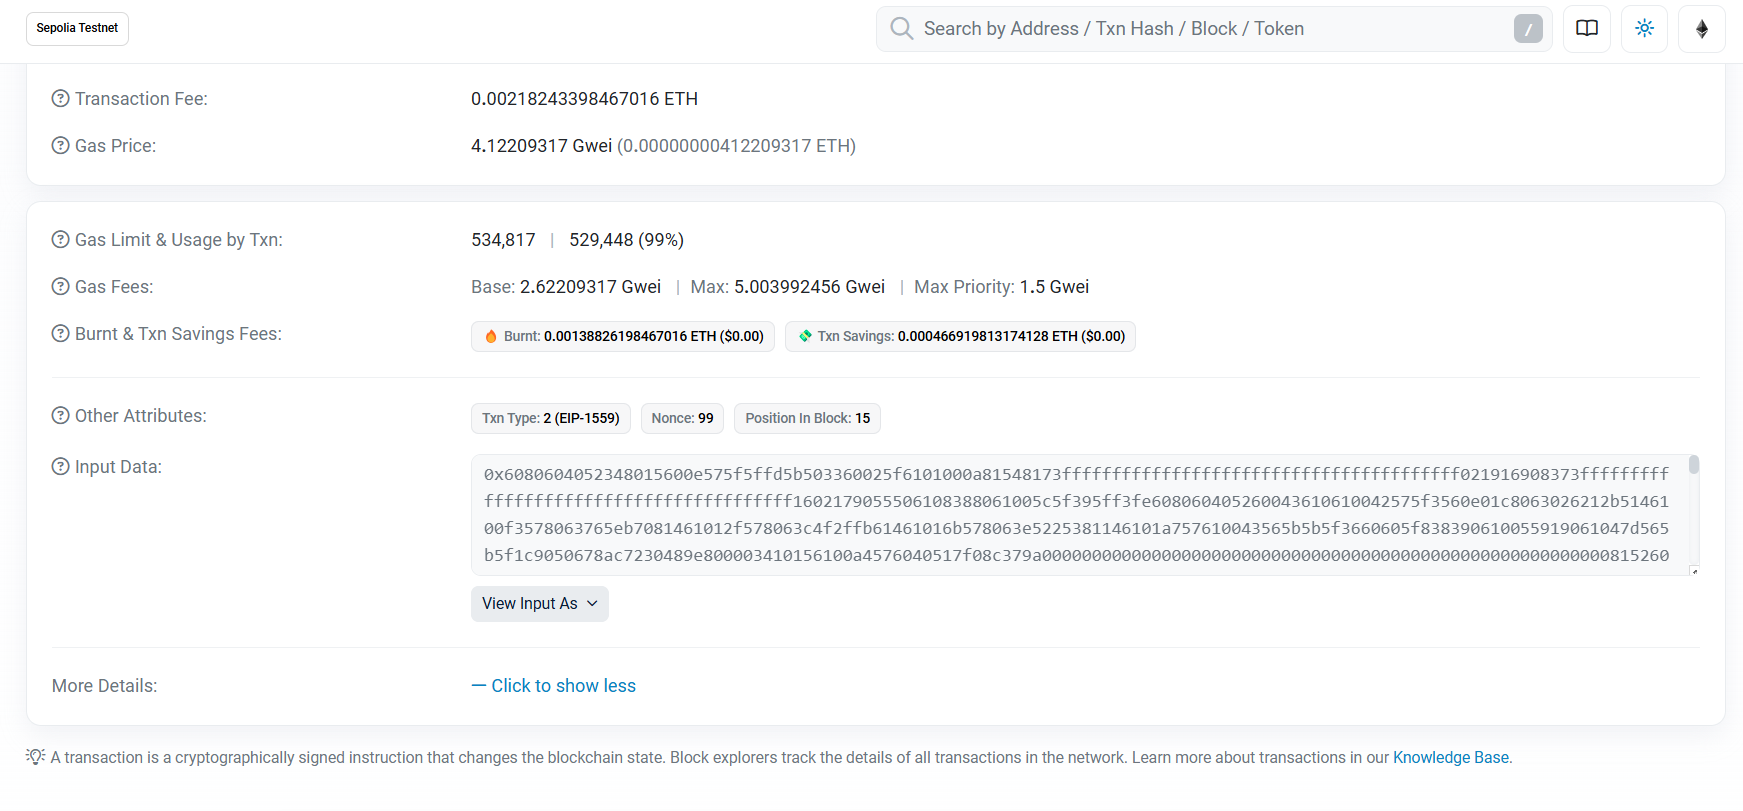 Sepolia Testnet
Search by Address / Txn Hash / Block / Token /
Transaction Fee: 0.00218243398467016 ETH
Gas Price: 4.12209317 Gwei (0.00000000412209317 ETH)
Gas Limit & Usage by Txn: 534,817 | 529,448 (99%)
Gas Fees: Base: 2.62209317 Gwei | Max: 5.003992456 Gwei | Max Priority: 1.5 Gwei
Burnt & Txn Savings Fees: Burnt: 0.00138826198467016 ETH ($0.00) Txn Savings: 0.000466919813174128 ETH ($0.00)
Other Attributes: Txn Type: 2 (EIP-1559) Nonce: 99 Position In Block: 15
Input Data: 0x6080604052348015600e575f5ffd5b503360025f6101000a81548173ffffffffffffffffffffffffffffffffffffffff021916908373fffffffff
fffffffffffffffffffffffffffffff1602179055506108388061005c5f395ff3fe608060405260043610610042575f3560e01c8063026212b5146
100f3578063765eb7081461012f578063c4f2ffb61461016b578063e5225381146101a757610043565b5b5f3660605f838390610055919061047d565
b5f1c9050678ac7230489e800003410156100a4576040517f08c379a000000000000000000000000000000000000000000000000000000000815260
View Input As
More Details: — Click to show less
A transaction is a cryptographically signed instruction that changes the blockchain state. Block explorers track the details of all transactions in the network. Learn more about transactions in our Knowledge Base.